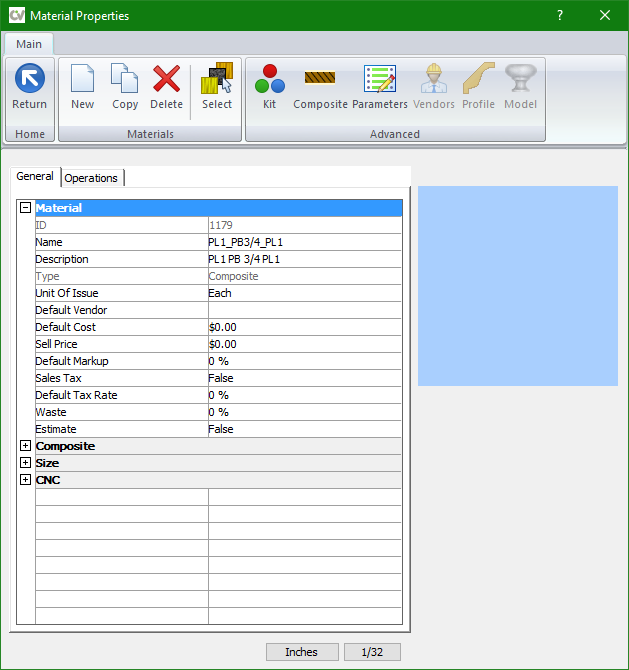 CV Material Properties ?
Main
Return New Copy Delete Select Kit Composite Parameters Vendors Profile Model
Home Materials Advanced
General Operations
Material
ID 1179
Name PL1_PB3/4_PL1
Description PL1 PB 3/4 PL1
Type Composite
Unit Of Issue Each
Default Vendor
Default Cost $0.00
Sell Price $0.00
Default Markup 0 %
Sales Tax False
Default Tax Rate 0 %
Waste 0 %
Estimate False
Composite
Size
CNC
Inches 1/32